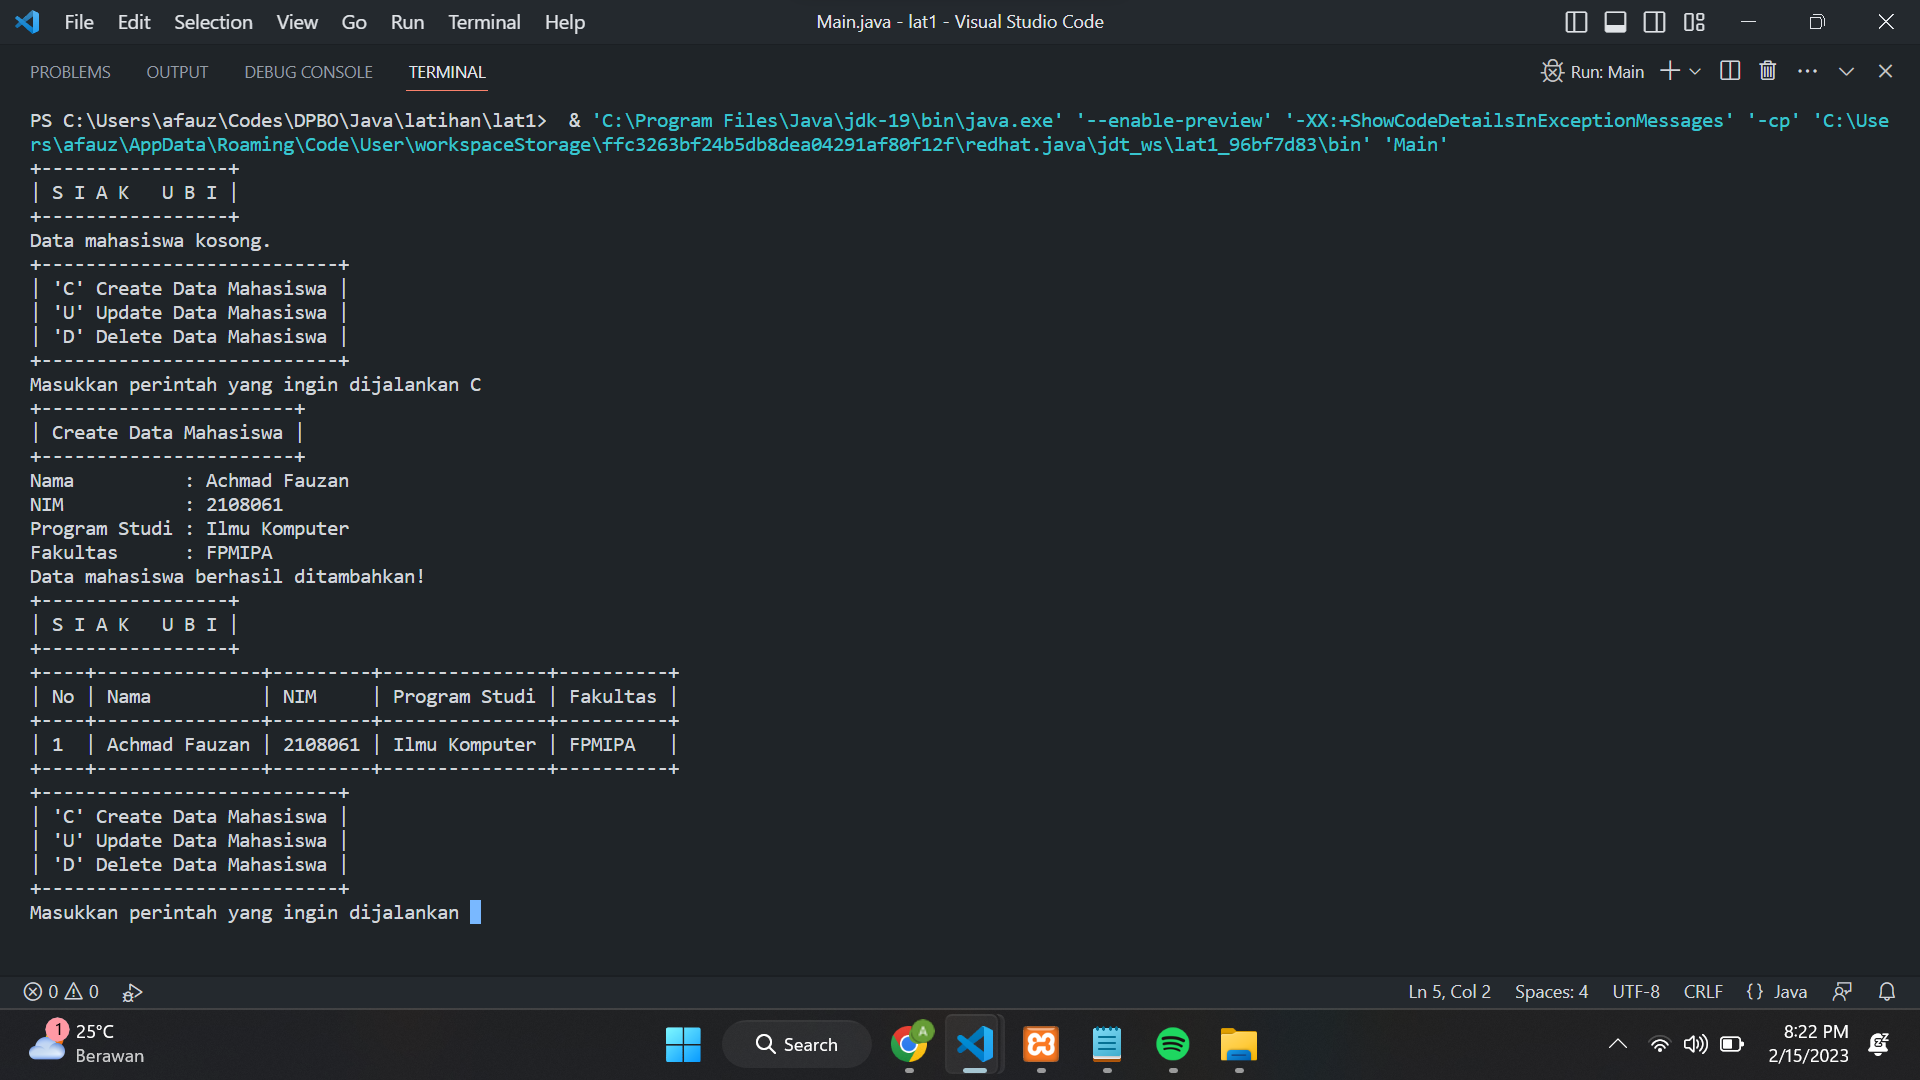 File Edit Selection View Go Run Terminal Help
Main.java - lat1 - Visual Studio Code
PROBLEMS OUTPUT DEBUG CONSOLE TERMINAL
Run: Main
PS C:\Users\afauz\Codes\DPBO\Java\latihan\lat1>  & 'C:\Program Files\Java\jdk-19\bin\java.exe' '--enable-preview' '-XX:+ShowCodeDetailsInExceptionMessages' '-cp' 'C:\Use
rs\afauz\AppData\Roaming\Code\User\workspaceStorage\ffc3263bf24b5db8dea04291af80f12f\redhat.java\jdt_ws\lat1_96bf7d83\bin' 'Main'
+-----------------+
| S I A K   U B I |
+-----------------+
Data mahasiswa kosong.
+---------------------------+
| 'C' Create Data Mahasiswa |
| 'U' Update Data Mahasiswa |
| 'D' Delete Data Mahasiswa |
+---------------------------+
Masukkan perintah yang ingin dijalankan C
+-----------------------+
| Create Data Mahasiswa |
+-----------------------+
Nama          : Achmad Fauzan
NIM           : 2108061
Program Studi : Ilmu Komputer
Fakultas      : FPMIPA
Data mahasiswa berhasil ditambahkan!
+-----------------+
| S I A K   U B I |
+-----------------+
+----+---------------+---------+---------------+----------+
| No | Nama          | NIM     | Program Studi | Fakultas |
+----+---------------+---------+---------------+----------+
| 1  | Achmad Fauzan | 2108061 | Ilmu Komputer | FPMIPA   |
+----+---------------+---------+---------------+----------+
+---------------------------+
| 'C' Create Data Mahasiswa |
| 'U' Update Data Mahasiswa |
| 'D' Delete Data Mahasiswa |
+---------------------------+
Masukkan perintah yang ingin dijalankan
0 0
Ln 5, Col 2 Spaces: 4 UTF-8 CRLF {} Java
1
25°C
Berawan
Search
A
8:22 PM
2/15/2023